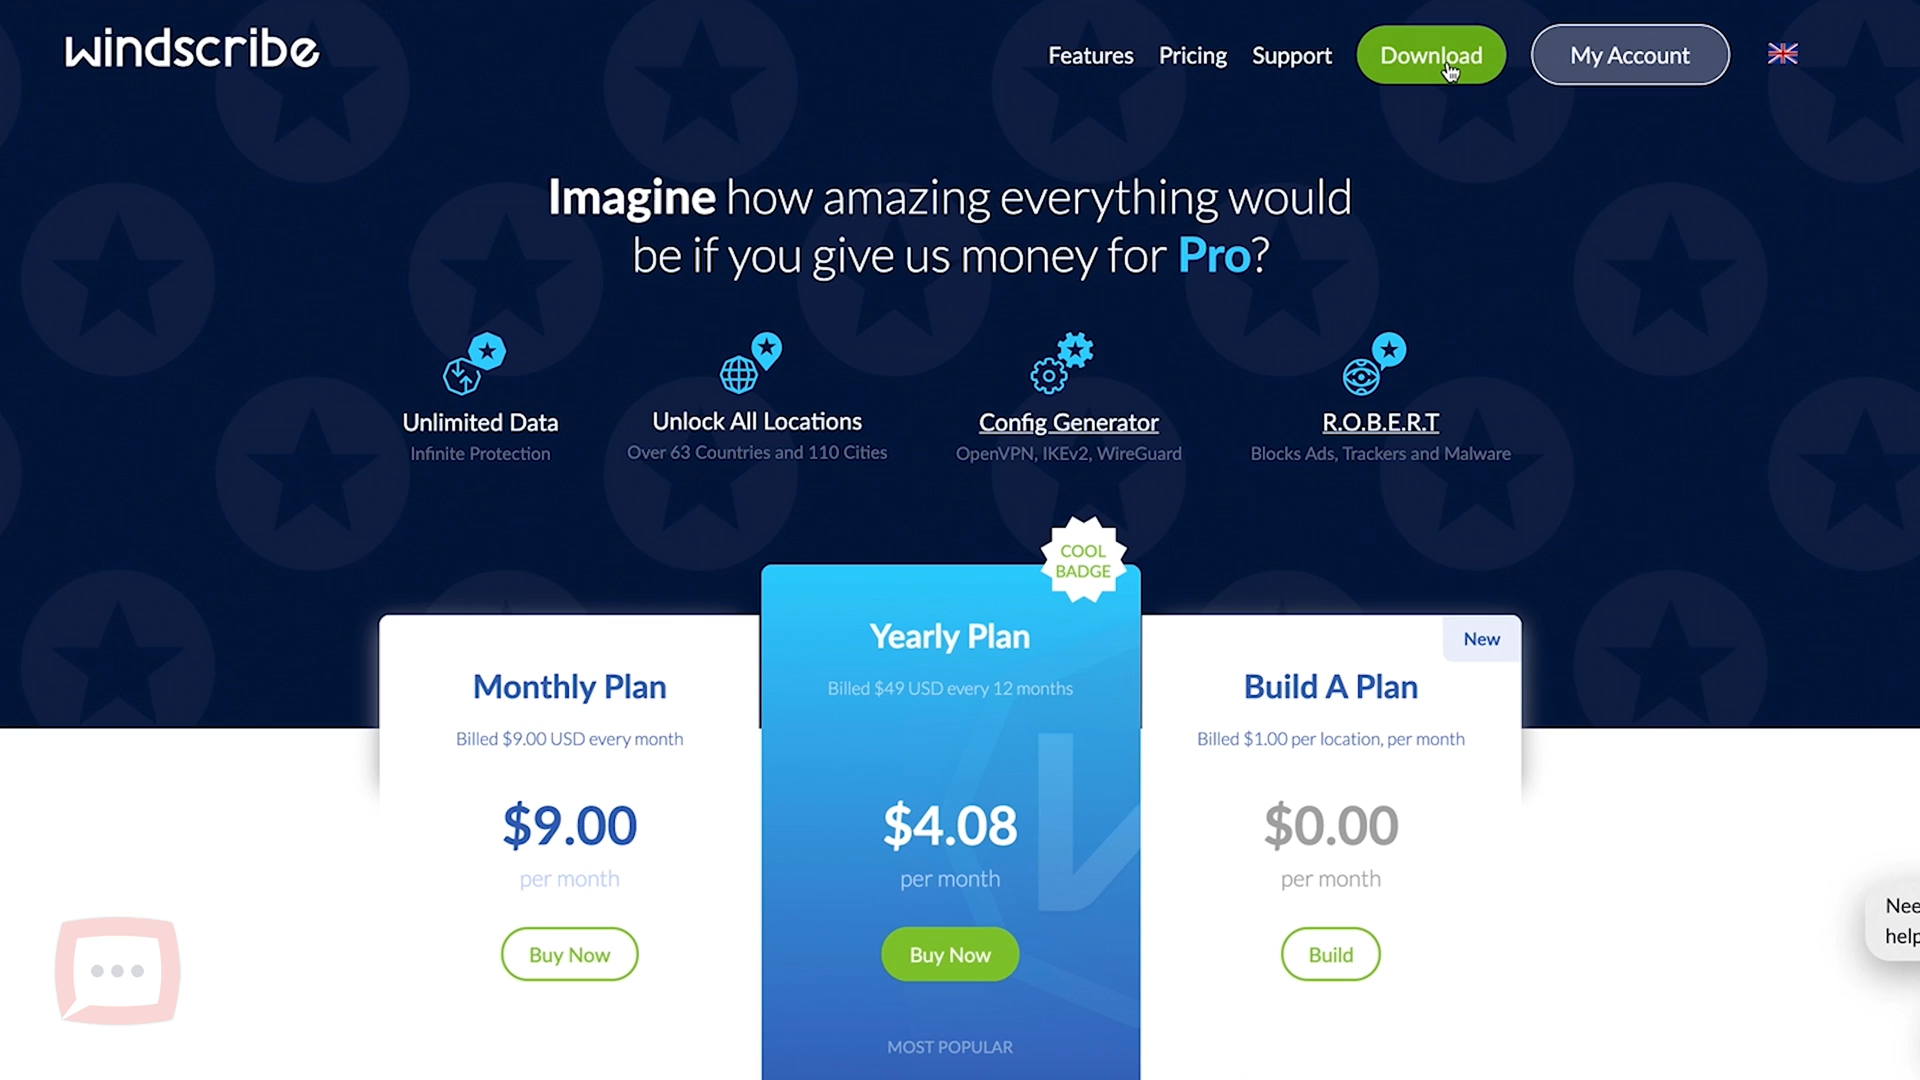 windscribe
Features Pricing Support Download My Account
Imagine how amazing everything would
be if you give us money for Pro?
Unlimited Data
Infinite Protection
Unlock All Locations
Over 63 Countries and 110 Cities
Config Generator
OpenVPN, IKEv2, WireGuard
R.O.B.E.R.T
Blocks Ads, Trackers and Malware
Monthly Plan
Billed $9.00 USD every month
$9.00
per month
Buy Now
COOL
BADGE
Yearly Plan
Billed $49 USD every 12 months
$4.08
per month
Buy Now
MOST POPULAR
New
Build A Plan
Billed $1.00 per location, per month
$0.00
per month
Build
Nee
help